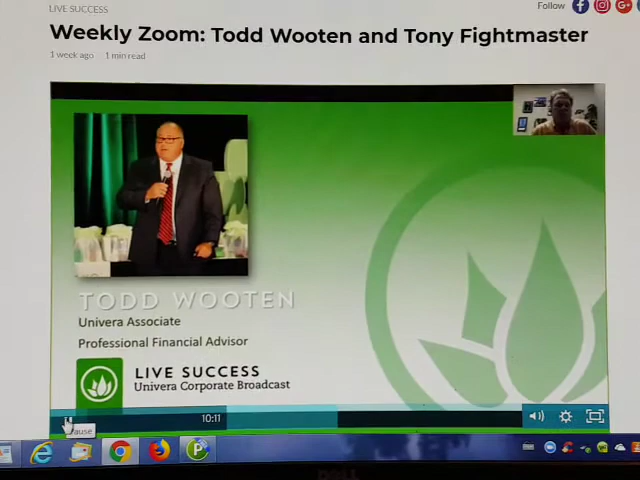 LIVE SUCCESS
Follow
Weekly Zoom: Todd Wooten and Tony Fightmaster
1 week ago 1 min read
TODD WOOTEN
Univera Associate
Professional Financial Advisor
LIVE SUCCESS
Univera Corporate Broadcast
10:11